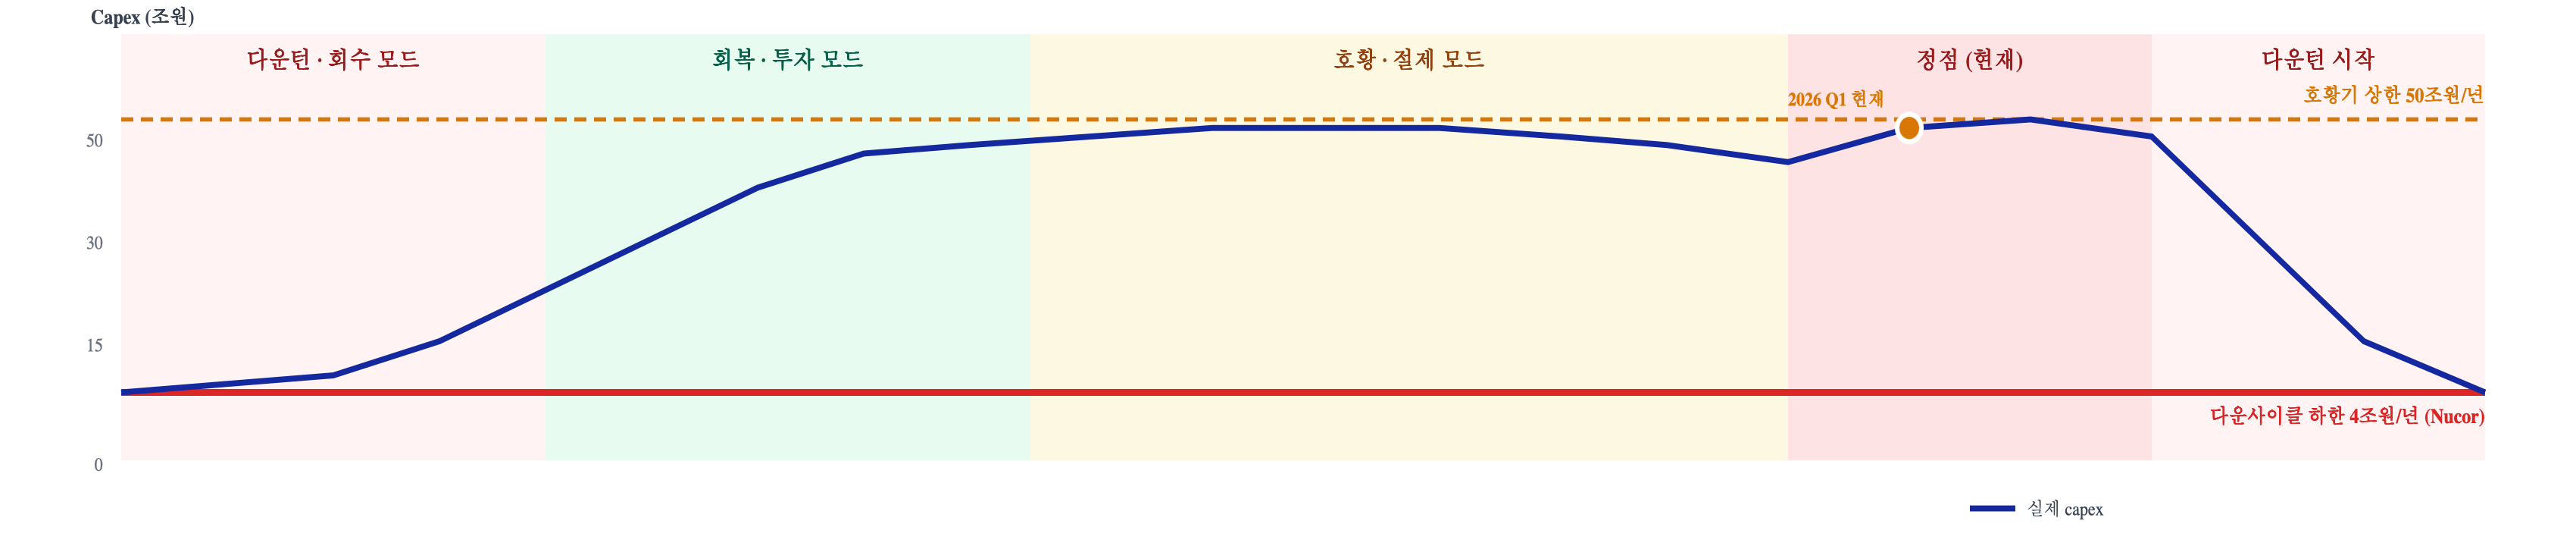 Capex (조원)
다운턴 · 회수 모드
회복 · 투자 모드
호황 · 절제 모드
정점 (현재)
다운턴 시작
호황기 상한 50조원/년
2026 Q1 현재
50
30
15
다운사이클 하한 4조원/년 (Nucor)
0
실제 capex